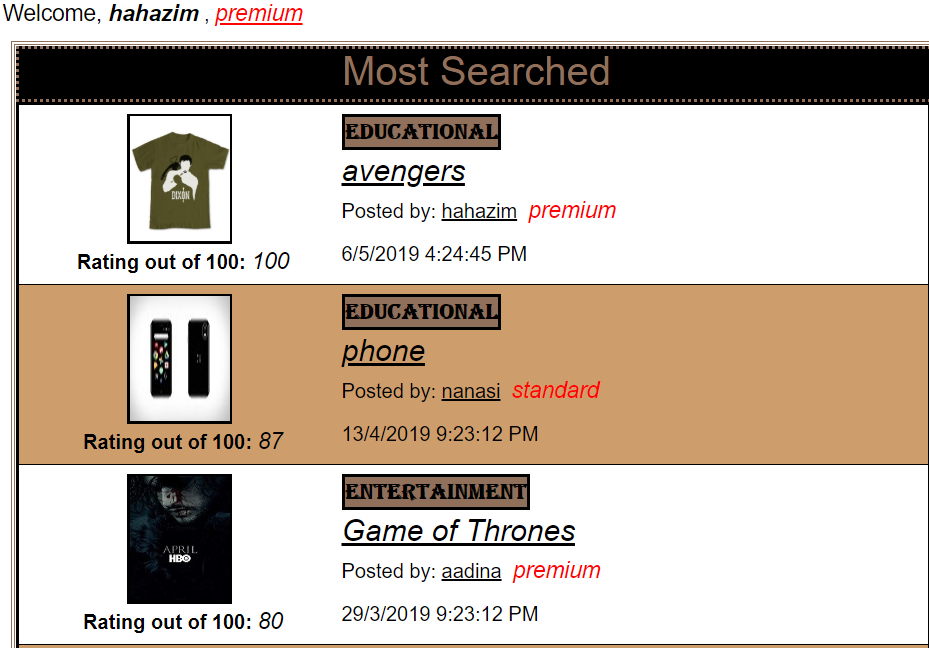 Welcome, hahazim , premium
Most Searched
EDUCATIONAL
avengers
Posted by: hahazim premium
6/5/2019 4:24:45 PM
DIXON
Rating out of 100: 100
EDUCATIONAL
phone
Posted by: nanasi standard
13/4/2019 9:23:12 PM
Rating out of 100: 87
ENTERTAINMENT
Game of Thrones
Posted by: aadina premium
29/3/2019 9:23:12 PM
APRIL
HBO
Rating out of 100: 80